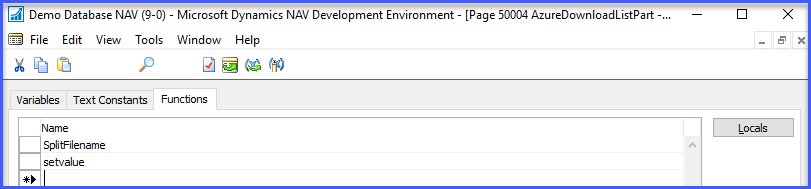 Demo Database NAV (9-0) - Microsoft Dynamics NAV Development Environment - [Page 50004 AzureDownloadListPart -...
File Edit View Tools Window Help
Variables Text Constants Functions
Name
Locals
SplitFilename
setvalue